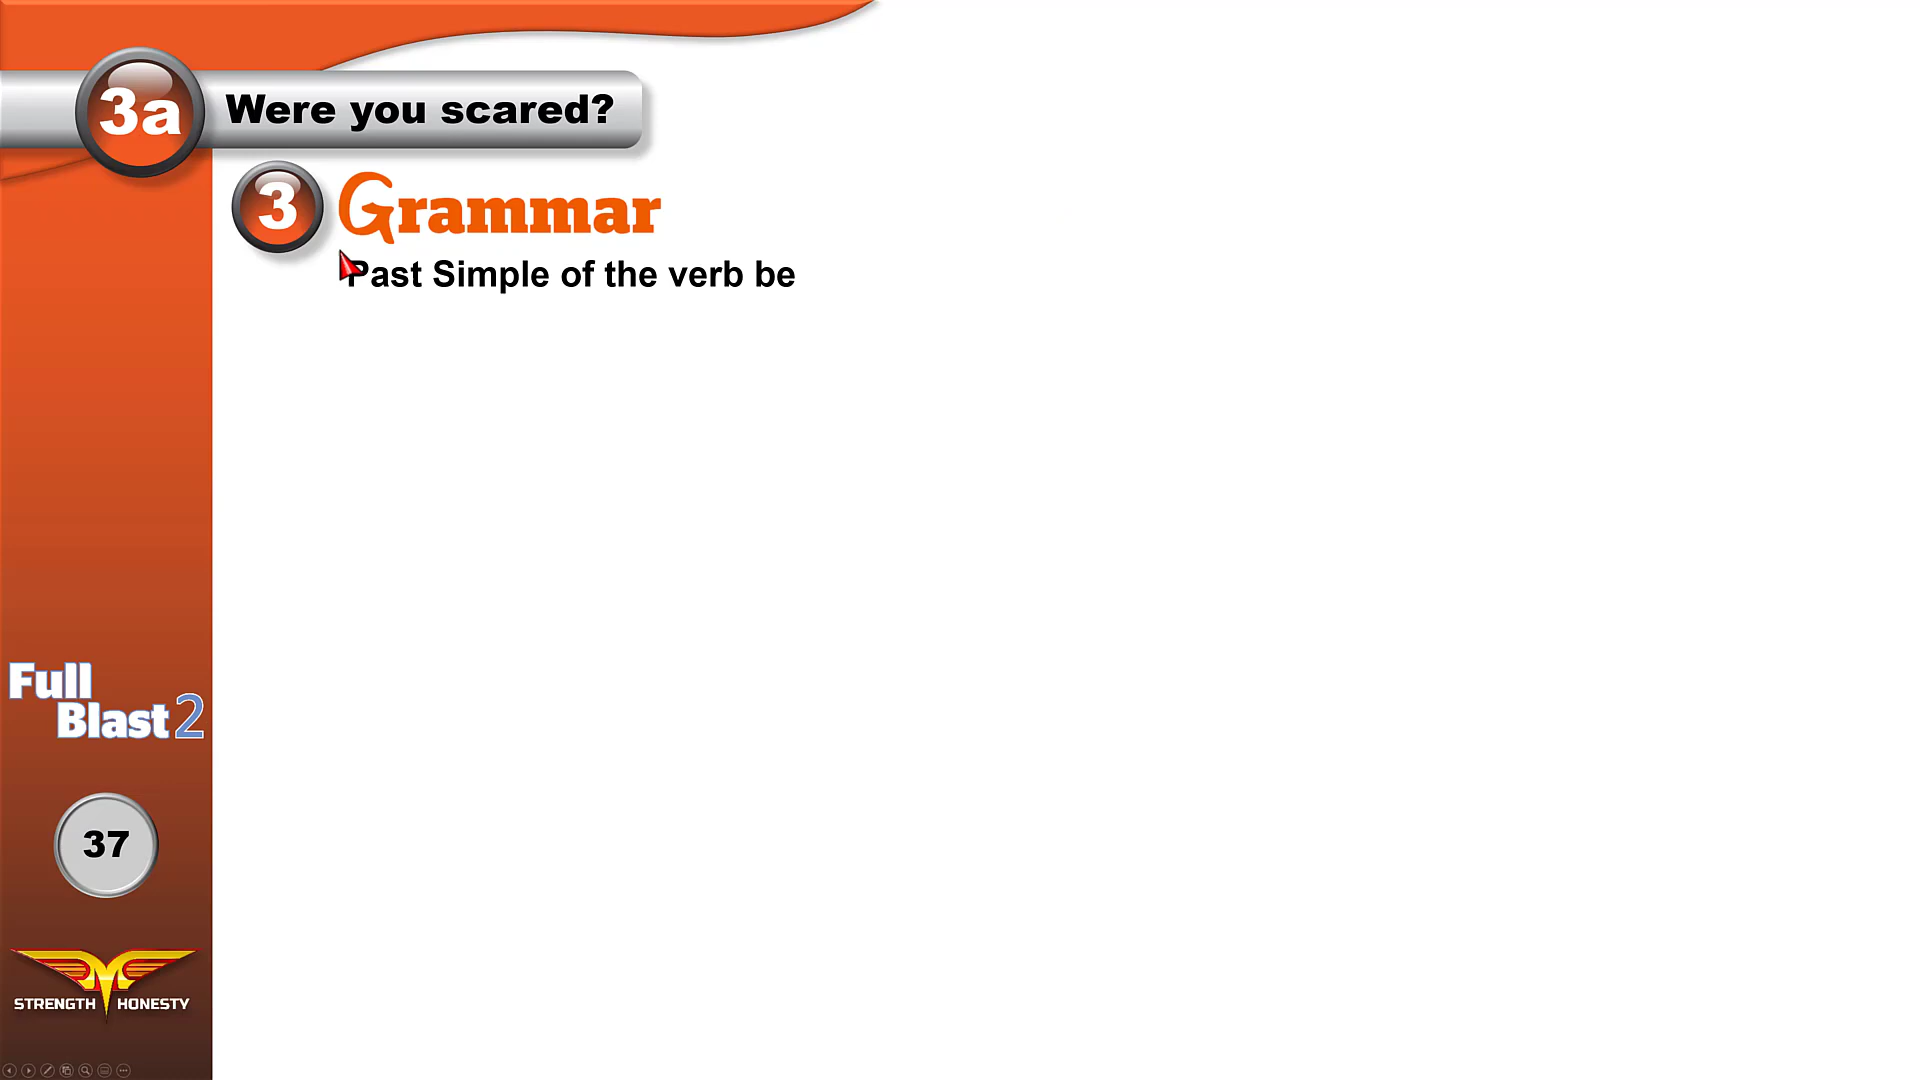 3a
Were you scared?
3
Grammar
Past Simple of the verb be
Full
Blast 2
37
STRENGTH HONESTY